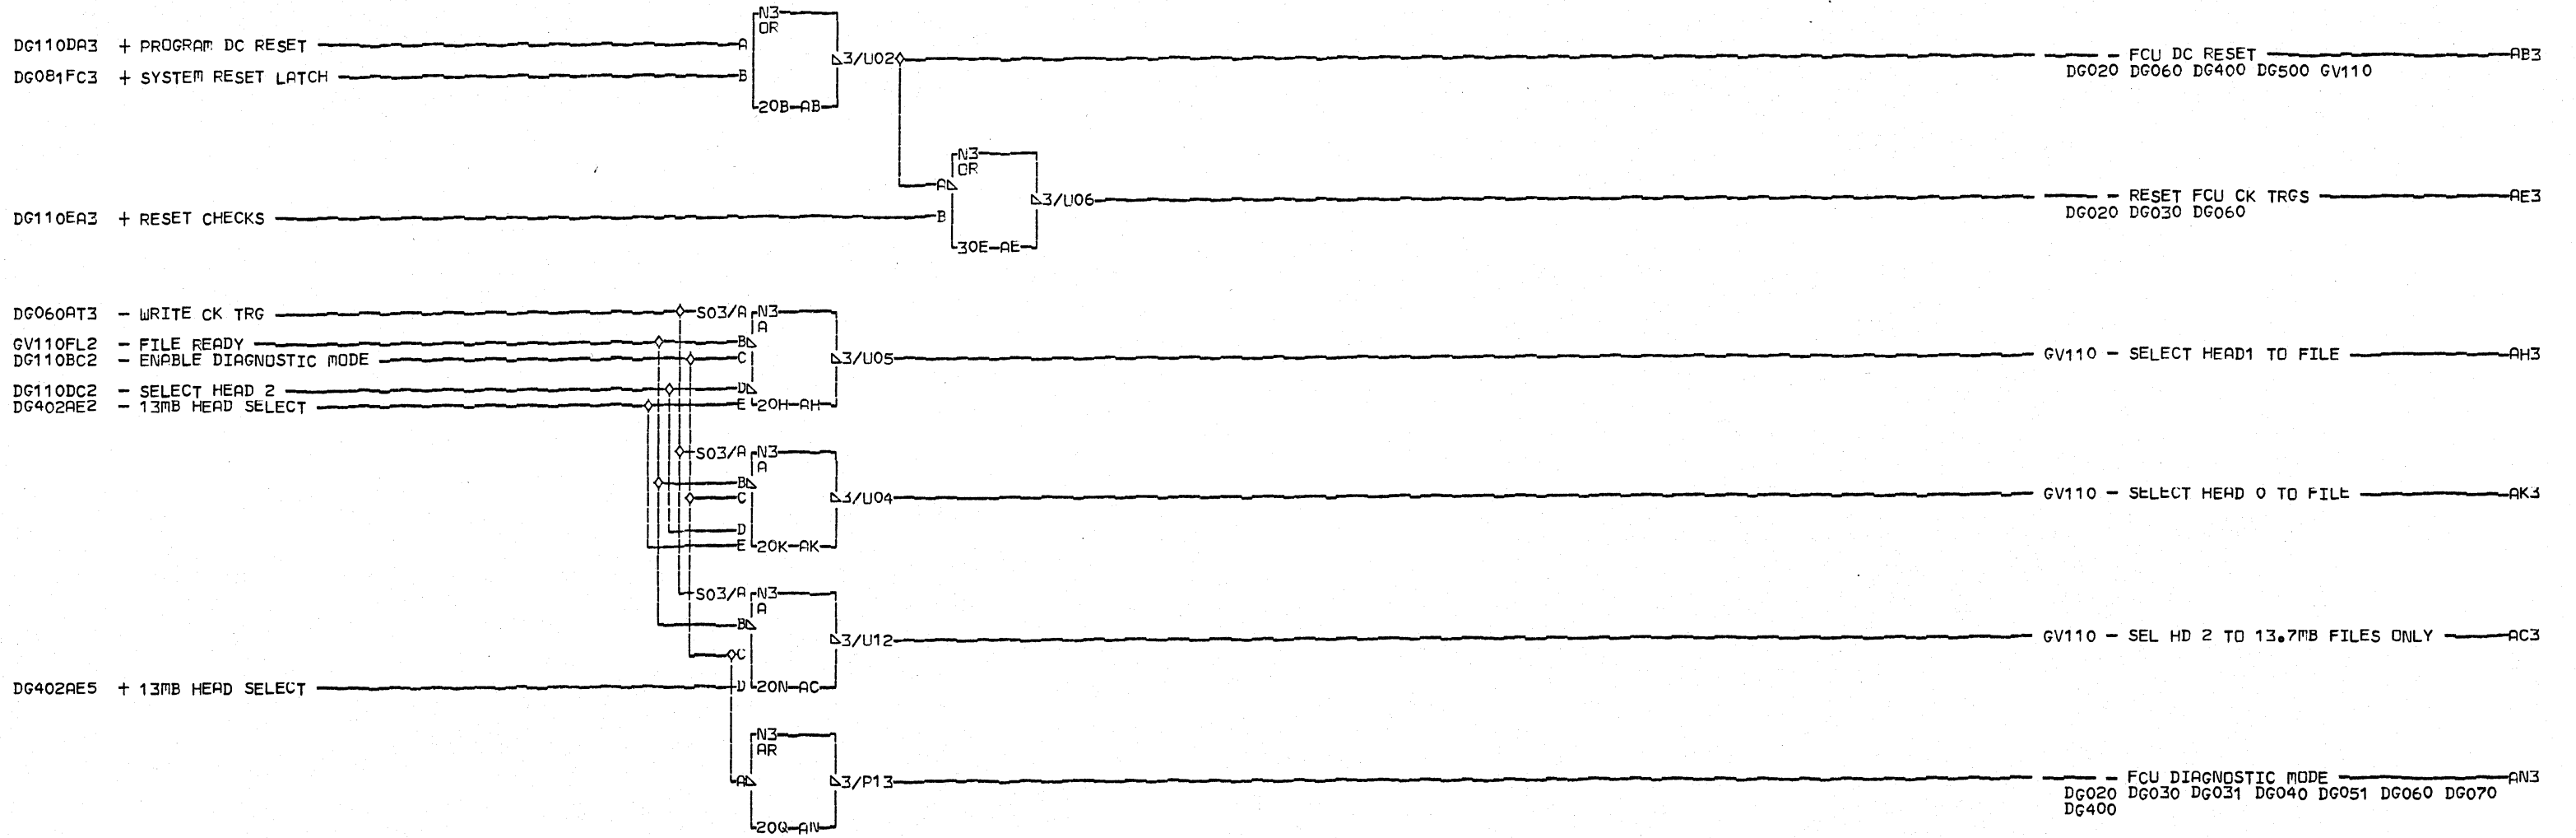 N3
OR
DG110DA3 + PROGRAM DC RESET A
3/U02 - FCU DC RESET AB3
DG020 DG060 DG400 DG500 GV110
DG081FC3 + SYSTEM RESET LATCH B
20B-AB
N3
OR
A
3/U06 - RESET FCU CK TRGS AE3
DG020 DG030 DG060
DG110EA3 + RESET CHECKS B
30E-AE
DG060AT3 - WRITE CK TRG S03/A N3
A
GV110FL2 - FILE READY B
DG110BC2 - ENABLE DIAGNOSTIC MODE C
3/U05 GV110 - SELECT HEAD1 TO FILE AH3
DG110DC2 - SELECT HEAD 2 D
DG402AE2 - 13MB HEAD SELECT E 20H-AH
S03/A N3
A
B
C
3/U04 GV110 - SELECT HEAD 0 TO FILE AK3
D
E 20K-AK
S03/A N3
A
B
3/U12 GV110 - SEL HD 2 TO 13.7MB FILES ONLY AC3
C
DG402AE5 + 13MB HEAD SELECT D 20N-AC
N3
AR
A 3/P13 - FCU DIAGNOSTIC MODE AN3
DG020 DG030 DG031 DG040 DG051 DG060 DG070
DG400
20Q-AN